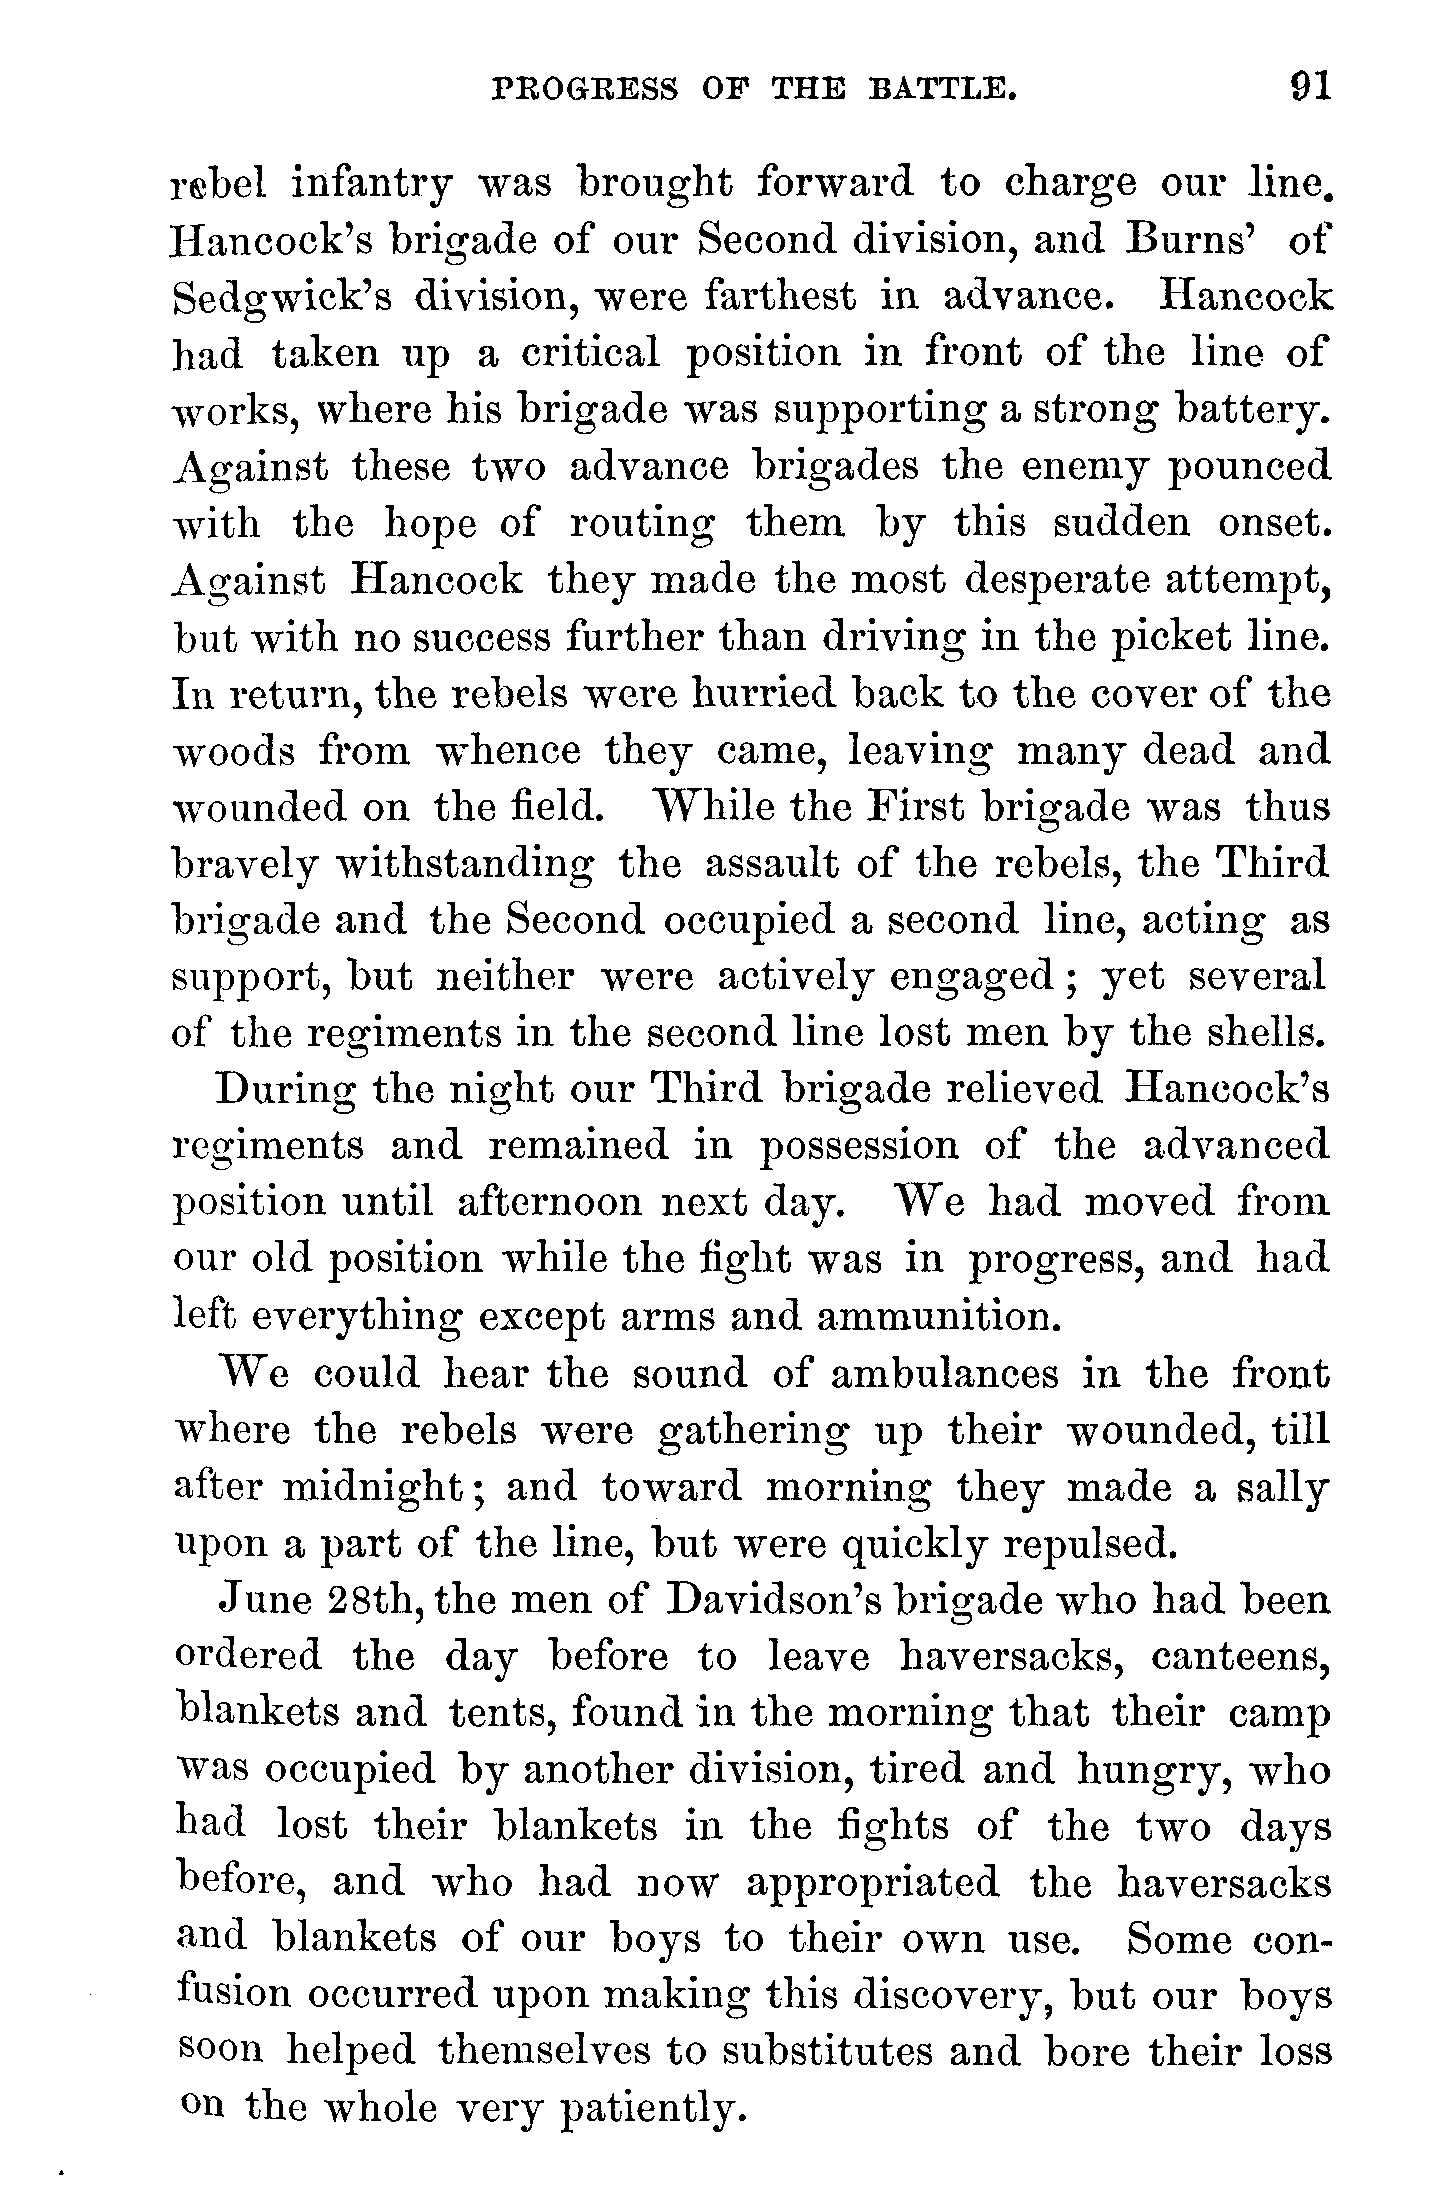 PROGRESS OF THE BATTLE. 91
rebel infantry was brought forward to charge our line.
Hancock's brigade of our Second division, and Burns' of
Sedgwick's division, were farthest in advance. Hancock
had taken up a critical position in front of the line of
works, where his brigade was supporting a strong battery.
Against these two advance brigades the enemy pounced
with the hope of routing them by this sudden onset.
Against Hancock they made the most desperate attempt,
but with no success further than driving in the picket line.
In return, the rebels were hurried back to the cover of the
woods from whence they came, leaving many dead and
wounded on the field. While the First brigade was thus
bravely withstanding the assault of the rebels, the Third
brigade and the Second occupied a second line, acting as
support, but neither were actively engaged; yet several
of the regiments in the second line lost men by the shells.
During the night our Third brigade relieved Hancock's
regiments and remained in possession of the advanced
position until afternoon next day. We had moved from
our old position while the fight was in progress, and had
left everything except arms and ammunition.
We could hear the sound of ambulances in the front
where the rebels were gathering up their wounded, till
after midnight; and toward morning they made a sally
upon a part of the line, but were quickly repulsed.
June 28th, the men of Davidson's brigade who had been
ordered the day before to leave haversacks, canteens,
blankets and tents, found in the morning that their camp
was occupied by another division, tired and hungry, who
had lost their blankets in the fights of the two days
before, and who had now appropriated the haversacks
and blankets of our boys to their own use. Some con-
fusion occurred upon making this discovery, but our boys
soon helped themselves to substitutes and bore their loss
on the whole very patiently.